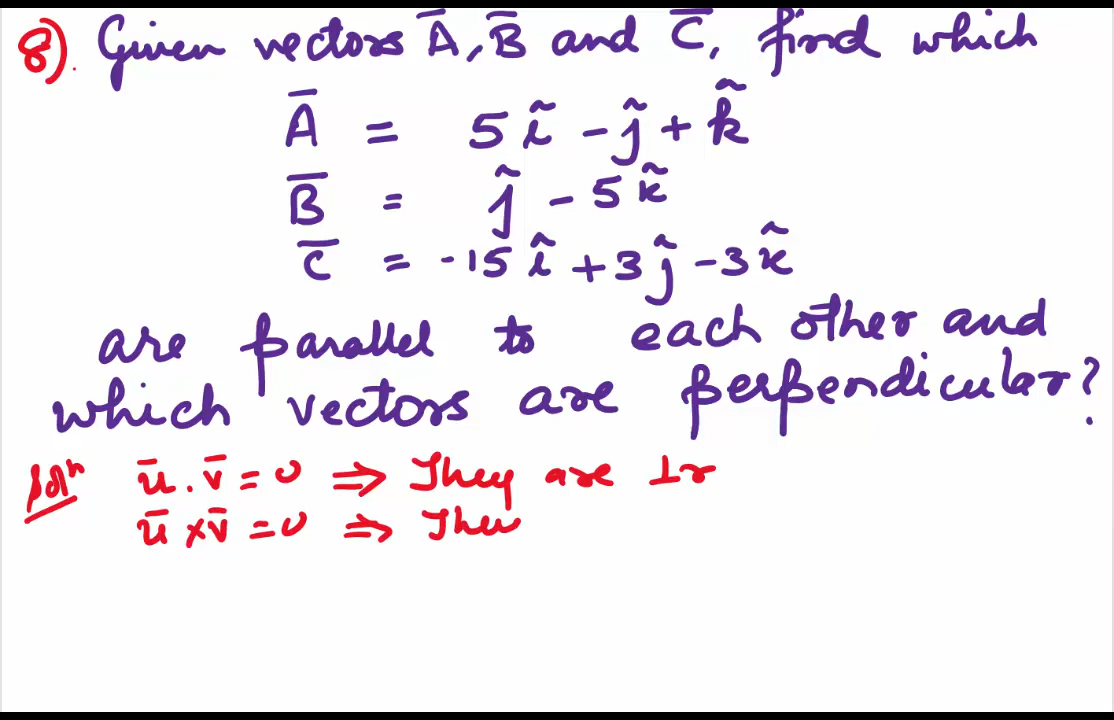 8). Given vectors A̅, B̅ and C̅, find which
A̅ = 5î - ĵ + k̂
B̅ = ĵ - 5k̂
C̅ = -15î + 3ĵ - 3k̂
are parallel to each other and
which vectors are perpendicular?
Solⁿ u̅ . v̅ = 0 ⇒ They are ⊥r
u̅ × v̅ = 0 ⇒ The